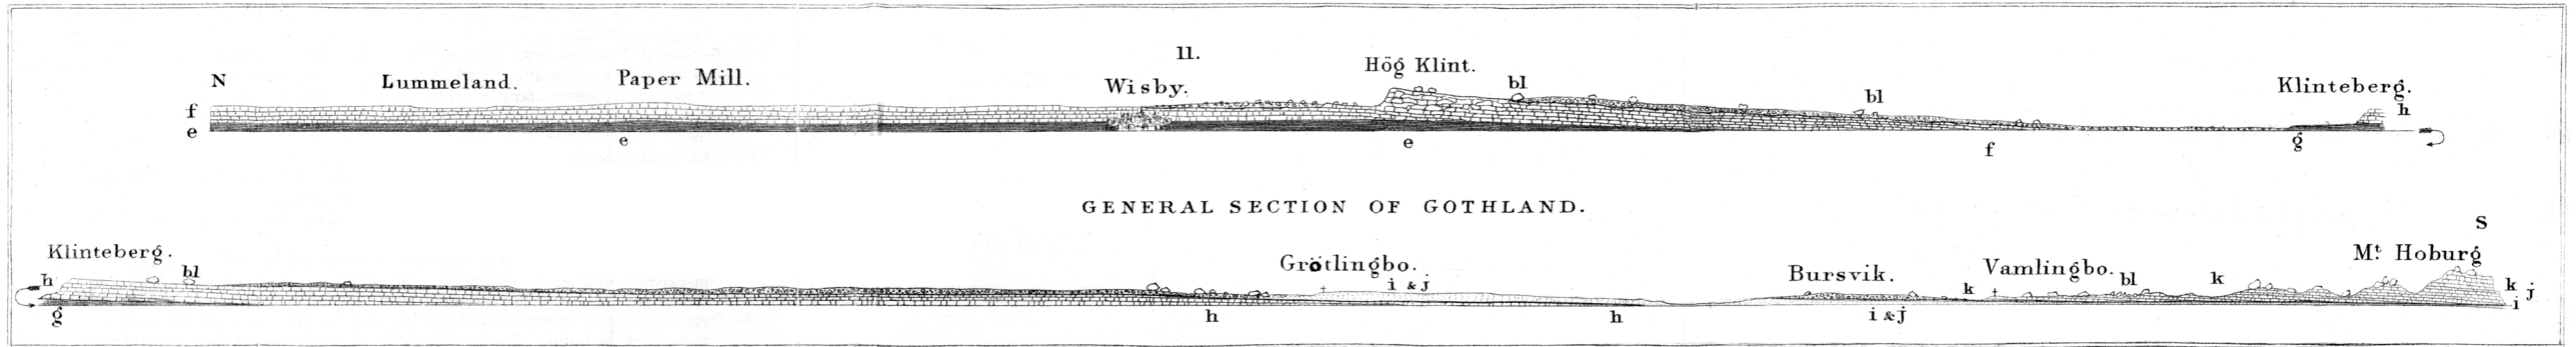 11.
N Lummeland. Paper Mill. Wisby. Hög Klint. bl bl Klinteberg.
f h
e
e e f g
GENERAL SECTION OF GOTHLAND.
S
Klinteberg. Grötlingbo. Bursvik. Vamlingbo. Mt. Hoburg
h bl i & j k bl k k j
i
g h h i & j